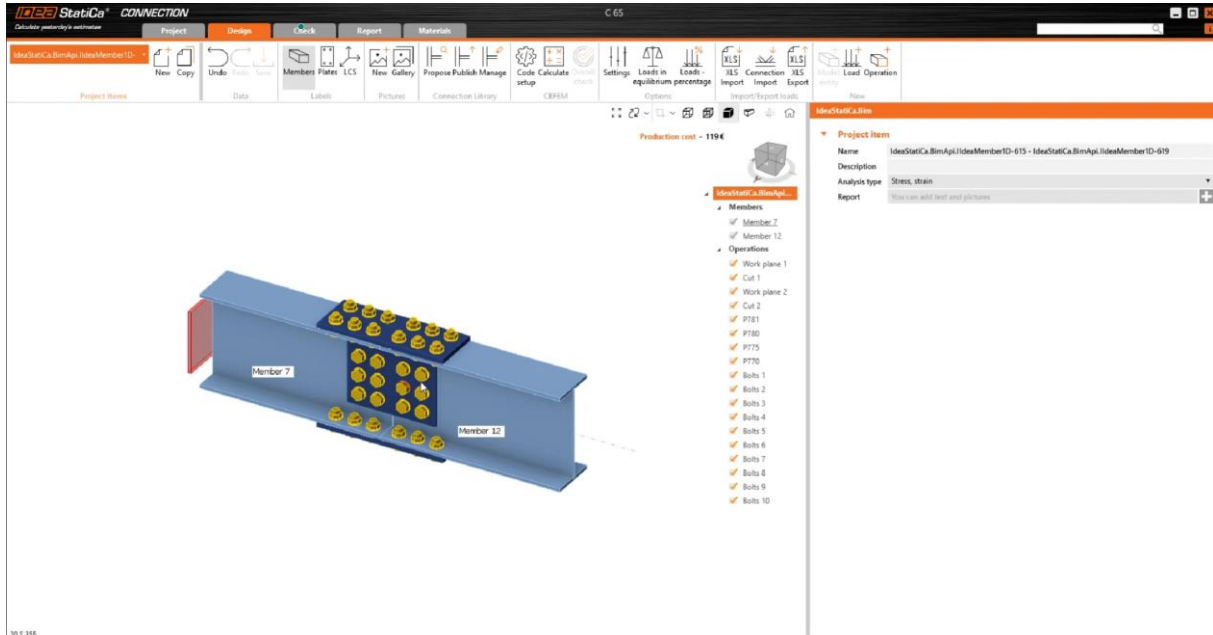 IDEA StatiCa® CONNECTION
C 65
Calculate yesterday's estimates
Project Design Check Report Materials
IdeaStatiCa.BimApi.IIdeaMember1D-
New Copy Undo Redo Save Members Plates LCS New Gallery Propose Publish Manage Code setup Calculate Overall check Settings Loads in equilibrium Loads - percentage XLS Import Connection Import XLS Export Model entity Load Operation
Project Items Data Labels Pictures Connection Library CBFEM Options Import/Export loads New
Production cost - 119 €
IdeaStatiCa.BimApi...
Members
Member 7
Member 12
Operations
Work plane 1
Cut 1
Work plane 2
Cut 2
P781
P780
P775
P770
Bolts 1
Bolts 2
Bolts 3
Bolts 4
Bolts 5
Bolts 6
Bolts 7
Bolts 8
Bolts 9
Bolts 10
Member 7
Member 12
IdeaStatiCa.Bim
Project item
Name IdeaStatiCa.BimApi.IIdeaMember1D-615 - IdeaStatiCa.BimApi.IIdeaMember1D-619
Description
Analysis type Stress, strain
Report You can add text and pictures